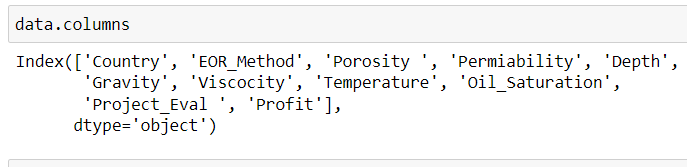 data.columns
Index(['Country', 'EOR_Method', 'Porosity ', 'Permiability', 'Depth',
'Gravity', 'Viscocity', 'Temperature', 'Oil_Saturation',
'Project_Eval ', 'Profit'],
dtype='object')